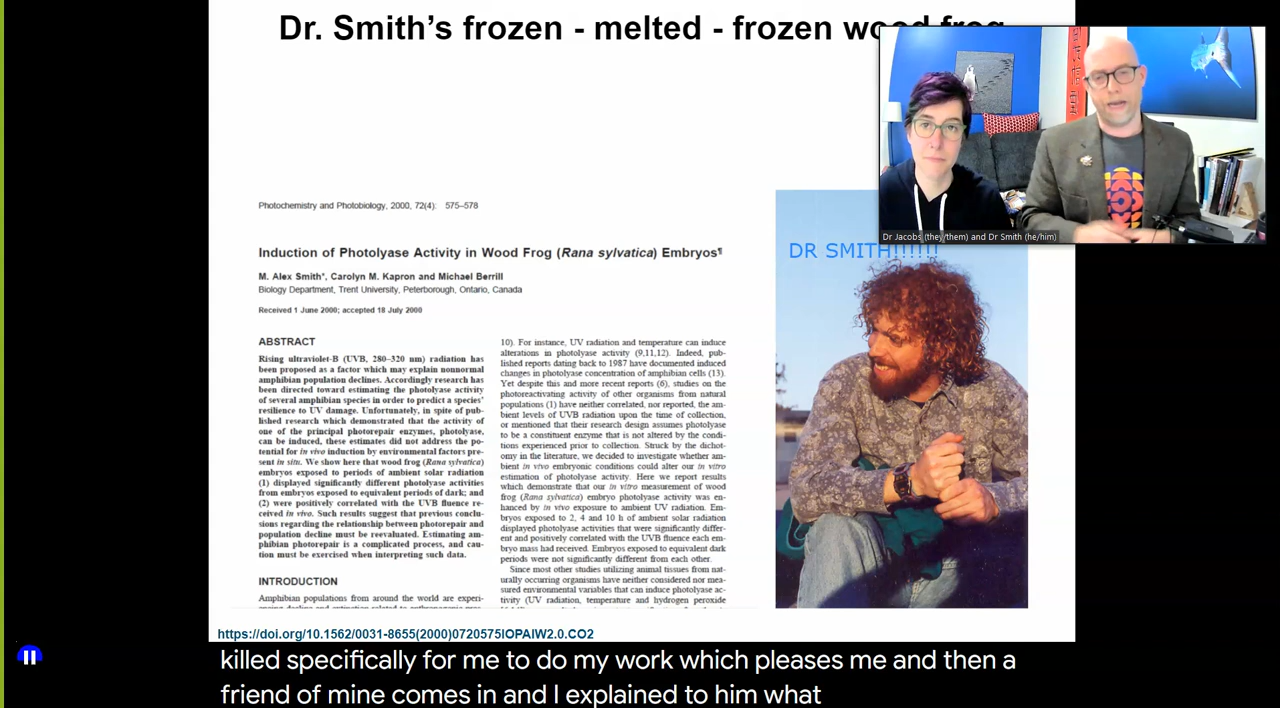 Dr. Smith's frozen - melted - frozen wood frog
Dr Jacobs (they/them) and Dr Smith (he/him)
Photochemistry and Photobiology, 2000, 72(4): 575–578
DR SMITH!!!!!!
Induction of Photolyase Activity in Wood Frog (Rana sylvatica) Embryos¶
M. Alex Smith*, Carolyn M. Kapron and Michael Berrill
Biology Department, Trent University, Peterborough, Ontario, Canada
Received 1 June 2000; accepted 18 July 2000
ABSTRACT
Rising ultraviolet-B (UVB, 280–320 nm) radiation has
been proposed as a factor which may explain nonnormal
amphibian population declines. Accordingly research has
been directed toward estimating the photolyase activity
of several amphibian species in order to predict a species'
resilience to UV damage. Unfortunately, in spite of pub-
lished research which demonstrated that the activity of
one of the principal photorepair enzymes, photolyase,
can be induced, these estimates did not address the po-
tential for in vivo induction by environmental factors pre-
sent in situ. We show here that wood frog (Rana sylvatica)
embryos exposed to periods of ambient solar radiation
(1) displayed significantly different photolyase activities
from embryos exposed to equivalent periods of dark; and
(2) were positively correlated with the UVB fluence re-
ceived in vivo. Such results suggest that previous conclu-
sions regarding the relationship between photorepair and
population decline must be reevaluated. Estimating am-
phibian photorepair is a complicated process, and cau-
tion must be exercised when interpreting such data.
INTRODUCTION
Amphibian populations from around the world are experi-
10). For instance, UV radiation and temperature can induce
alterations in photolyase activity (9,11,12). Indeed, pub-
lished reports dating back to 1987 have documented induced
changes in photolyase concentration of amphibian cells (13).
Yet despite this and more recent reports (6), studies on the
photoreactivating activity of other organisms from natural
populations (1) have neither correlated, nor reported, the am-
bient levels of UVB radiation upon the time of collection,
or mentioned that their research design assumes photolyase
to be a constituent enzyme that is not altered by the condi-
tions experienced prior to collection. Struck by the dichot-
omy in the literature, we decided to investigate whether am-
bient in vivo embryonic conditions could alter our in vitro
estimation of photolyase activity. Here we report results
which demonstrate that our in vitro measurement of wood
frog (Rana sylvatica) embryo photolyase activity was en-
hanced by in vivo exposure to ambient UV radiation. Em-
bryos exposed to 2, 4 and 10 h of ambient solar radiation
displayed photolyase activities that were significantly differ-
ent and positively correlated with the UVB fluence each em-
bryo mass had received. Embryos exposed to equivalent dark
periods were not significantly different from each other.
Since most other studies utilizing animal tissues from nat-
urally occurring organisms have neither considered nor mea-
sured environmental variables that can induce photolyase ac-
tivity (UV radiation, temperature and hydrogen peroxide
https://doi.org/10.1562/0031-8655(2000)0720575IOPAIW2.0.CO2
killed specifically for me to do my work which pleases me and then a
friend of mine comes in and I explained to him what